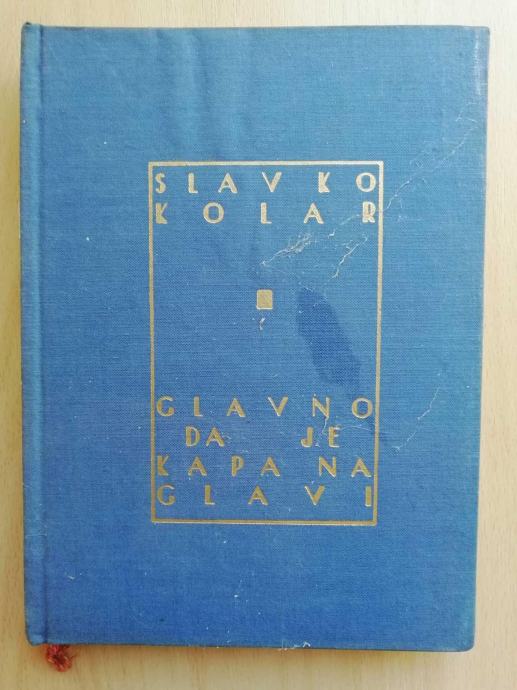 SLAVKO
KOLAR
GLAVNO
DA JE
KAPA NA
GLAVI